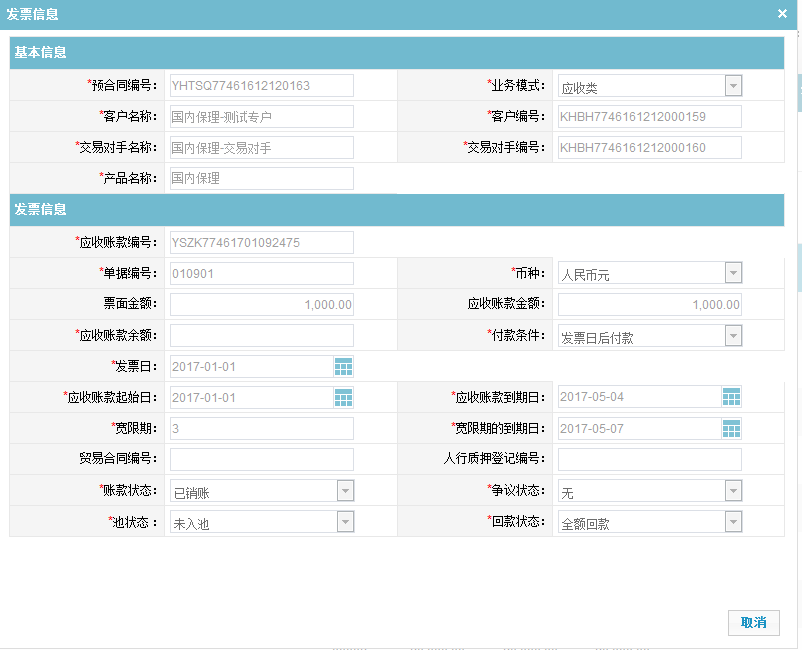 发票信息 ×
基本信息
*预合同编号： YHTSQ77461612120163 *业务模式： 应收类
*客户名称： 国内保理-测试专户 *客户编号： KHBH7746161212000159
*交易对手名称： 国内保理-交易对手 *交易对手编号： KHBH7746161212000160
*产品名称： 国内保理
发票信息
*应收账款编号： YSZK77461701092475
*单据编号： 010901 *币种： 人民币元
票面金额： 1,000.00 应收账款金额： 1,000.00
*应收账款余额： *付款条件： 发票日后付款
*发票日： 2017-01-01
*应收账款起始日： 2017-01-01 *应收账款到期日： 2017-05-04
*宽限期： 3 *宽限期的到期日： 2017-05-07
贸易合同编号： 人行质押登记编号：
*账款状态： 已销账 *争议状态： 无
*池状态 ： 未入池 *回款状态： 全额回款
取消